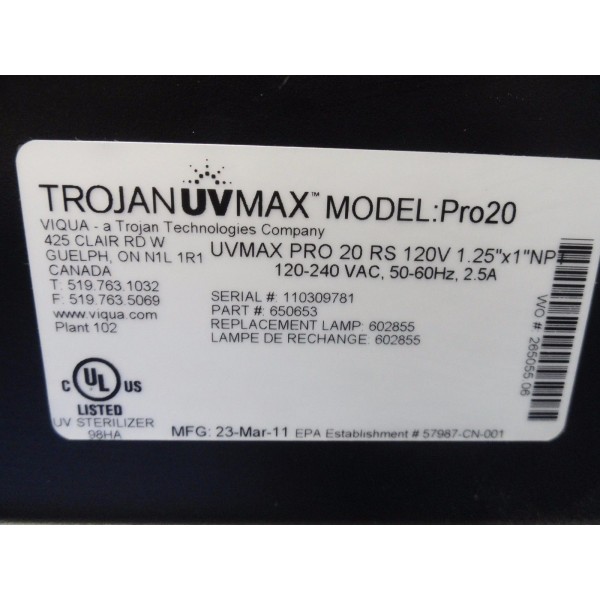 TROJANUVMAX™ MODEL:Pro20
VIQUA - a Trojan Technologies Company
425 CLAIR RD W
GUELPH, ON N1L 1R1
CANADA
T: 519.763.1032
F: 519.763.5069
www.viqua.com
Plant 102
UVMAX PRO 20 RS 120V 1.25"x1"NPT
120-240 VAC, 50-60Hz, 2.5A
SERIAL #: 110309781
PART #: 650653
REPLACEMENT LAMP: 602855
LAMPE DE RECHANGE: 602855
WO # 265055 06
C UL US
LISTED
UV STERILIZER
98HA
MFG: 23-Mar-11 EPA Establishment # 57987-CN-001